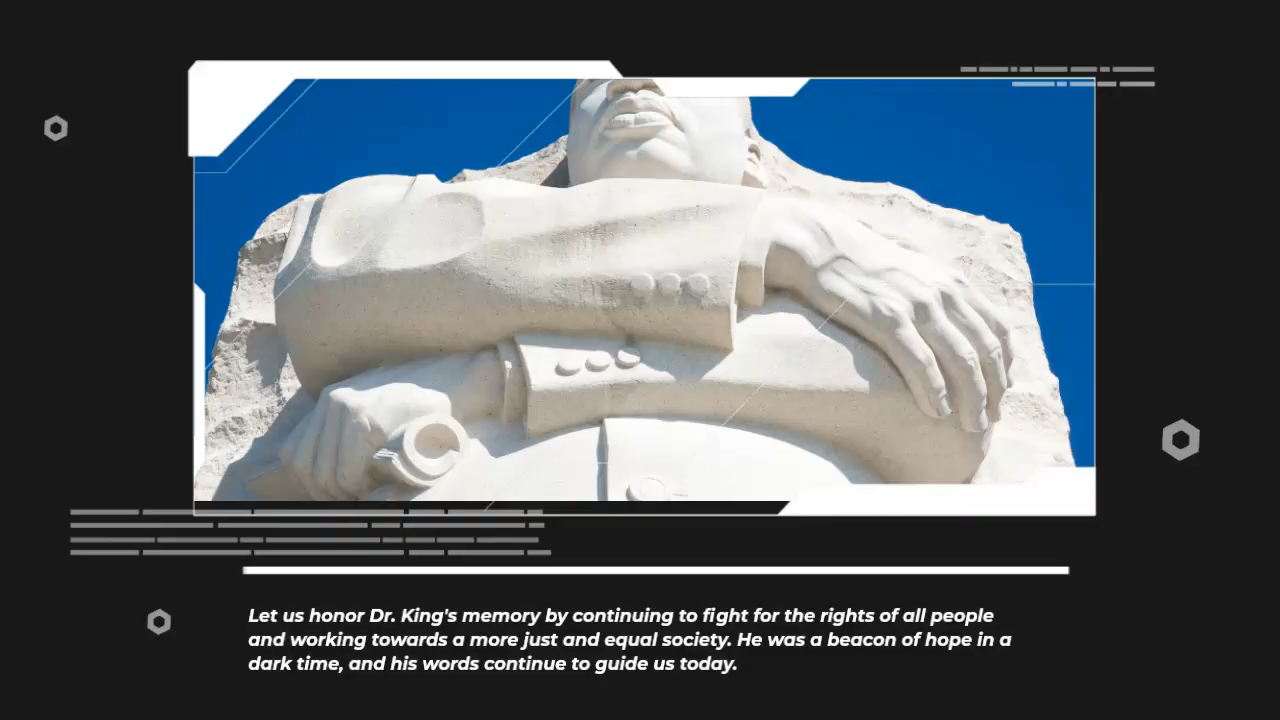 Let us honor Dr. King's memory by continuing to fight for the rights of all people
and working towards a more just and equal society. He was a beacon of hope in a
dark time, and his words continue to guide us today.